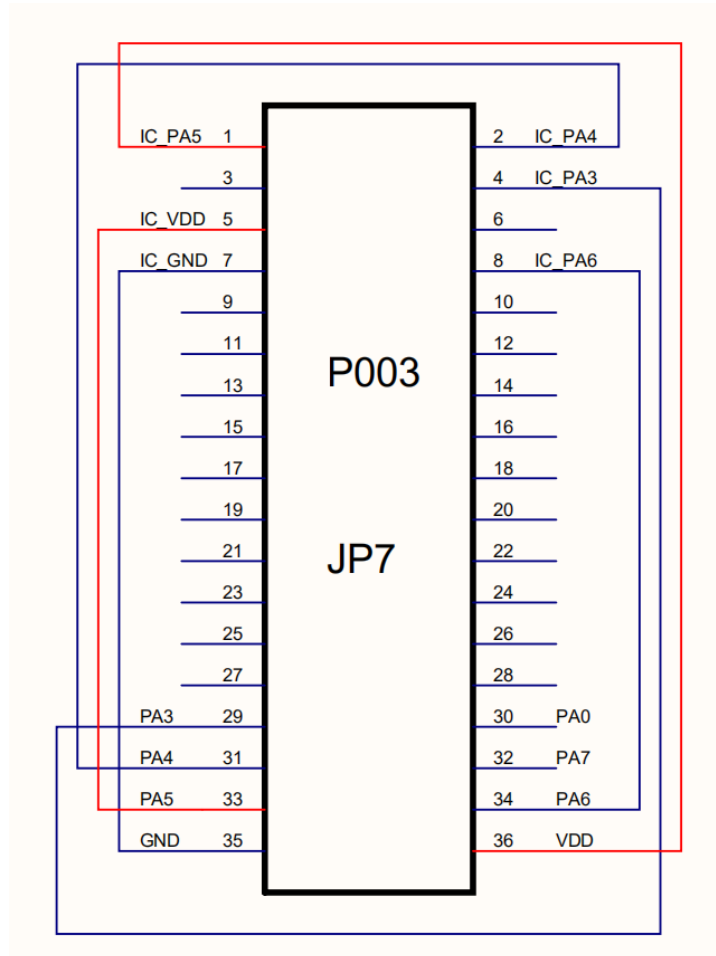 IC_PA5 1 2 IC_PA4
3 4 IC_PA3
IC_VDD 5 6
IC_GND 7 8 IC_PA6
9 10
11 12
P003
13 14
15 16
17 18
19 20
JP7
21 22
23 24
25 26
27 28
PA3 29 30 PA0
PA4 31 32 PA7
PA5 33 34 PA6
GND 35 36 VDD